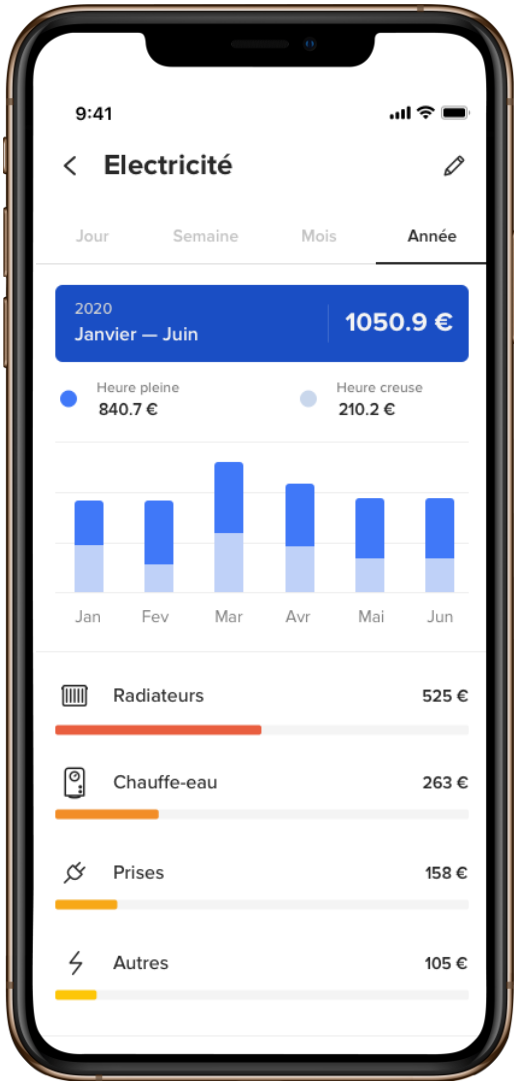 9:41
Electricité
Jour Semaine Mois Année
2020
Janvier — Juin
1050.9 €
Heure pleine
840.7 €
Heure creuse
210.2 €
Jan Fev Mar Avr Mai Jun
Radiateurs 525 €
Chauffe-eau 263 €
Prises 158 €
Autres 105 €